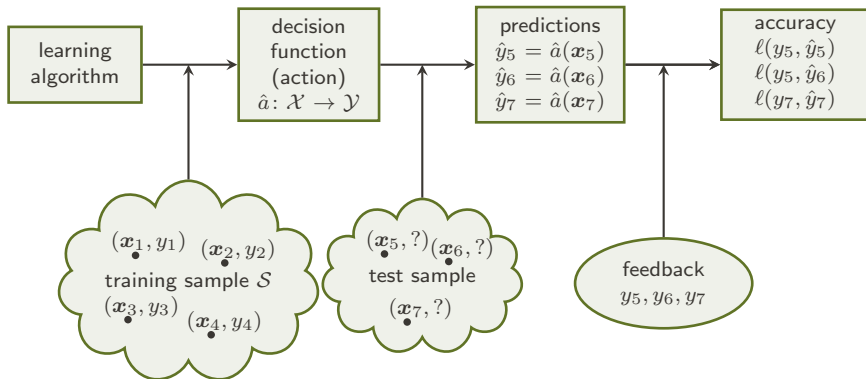 learning
algorithm
decision
function
(action)
â: 𝒳 → 𝒴
predictions
ŷ₅ = â(𝒙₅)
ŷ₆ = â(𝒙₆)
ŷ₇ = â(𝒙₇)
accuracy
ℓ(y₅, ŷ₅)
ℓ(y₅, ŷ₆)
ℓ(y₇, ŷ₇)
(𝒙₁, y₁)
(𝒙₂, y₂)
training sample 𝒮
(𝒙₃, y₃)
(𝒙₄, y₄)
(𝒙₅, ?)
(𝒙₆, ?)
test sample
(𝒙₇, ?)
feedback
y₅, y₆, y₇